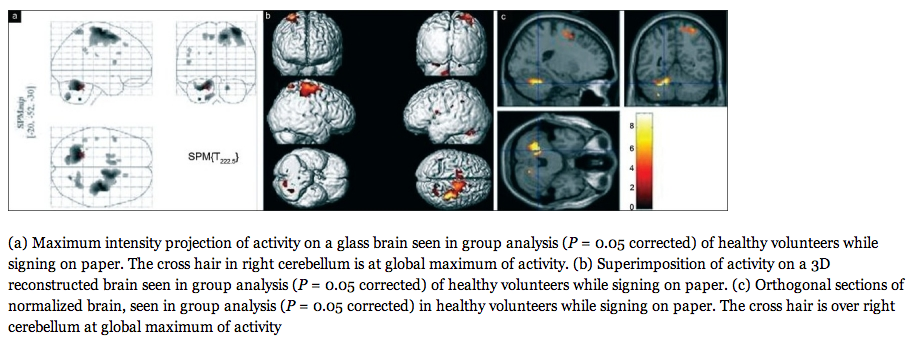 a
b
c
SPMmip
[-20, -52, -30]
SPM{T222.5}
8
6
4
2
0
(a) Maximum intensity projection of activity on a glass brain seen in group analysis (P = 0.05 corrected) of healthy volunteers while
signing on paper. The cross hair in right cerebellum is at global maximum of activity. (b) Superimposition of activity on a 3D
reconstructed brain seen in group analysis (P = 0.05 corrected) of healthy volunteers while signing on paper. (c) Orthogonal sections of
normalized brain, seen in group analysis (P = 0.05 corrected) in healthy volunteers while signing on paper. The cross hair is over right
cerebellum at global maximum of activity